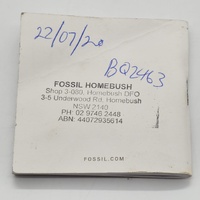 22/07/20
BQ2463
FOSSIL HOMEBUSH
Shop 3-009, Homebush DFO
3-5 Underwood Rd, Homebush
NSW 2140
PH: 02 9746 2448
ABN: 44072935614
FOSSIL.COM